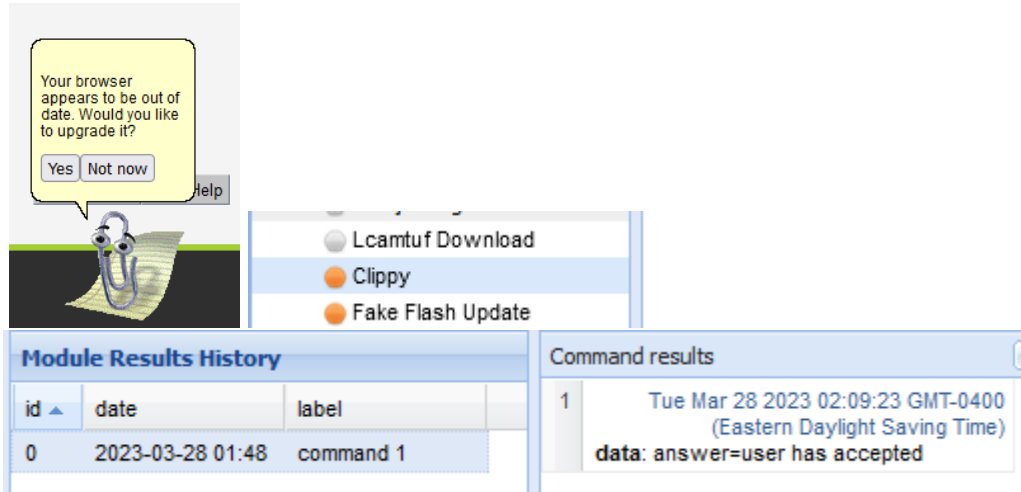 Your browser
appears to be out of
date. Would you like
to upgrade it?
Yes Not now
Help
Lcamtuf Download
Clippy
Fake Flash Update
Module Results History
id date label
0 2023-03-28 01:48 command 1
Command results
1 Tue Mar 28 2023 02:09:23 GMT-0400
(Eastern Daylight Saving Time)
data: answer=user has accepted